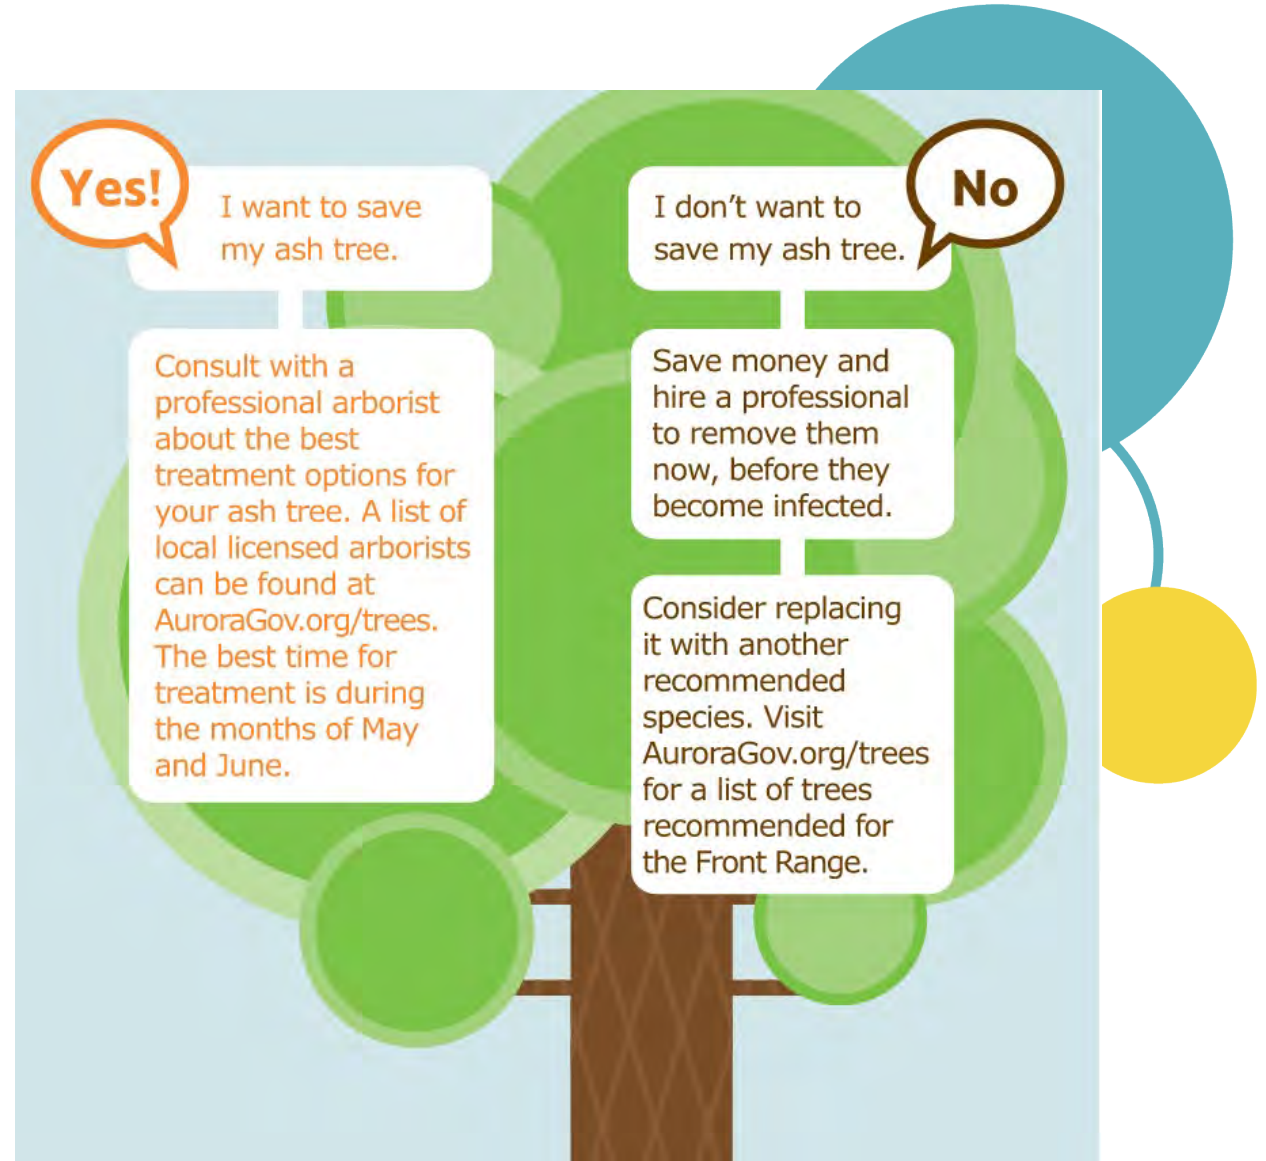 Yes!
I want to save
my ash tree.
Consult with a
professional arborist
about the best
treatment options for
your ash tree. A list of
local licensed arborists
can be found at
AuroraGov.org/trees.
The best time for
treatment is during
the months of May
and June.
No
I don't want to
save my ash tree.
Save money and
hire a professional
to remove them
now, before they
become infected.
Consider replacing
it with another
recommended
species. Visit
AuroraGov.org/trees
for a list of trees
recommended for
the Front Range.